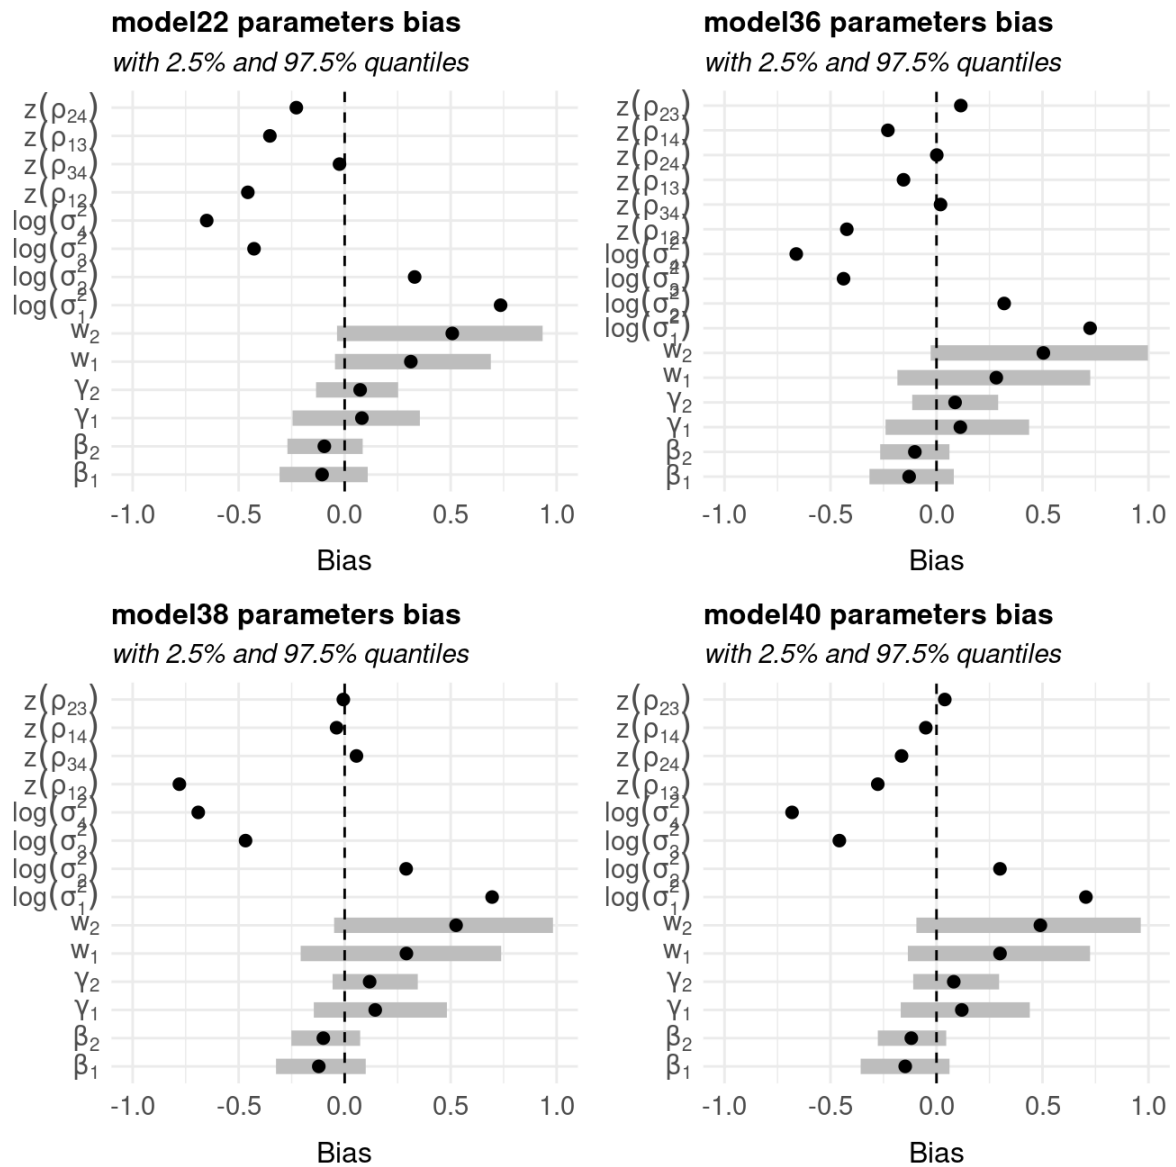 model22 parameters bias
with 2.5% and 97.5% quantiles
z(ρ₂₄)
z(ρ₁₃)
z(ρ₃₄)
z(ρ₁₂)
log(σ₄²)
log(σ₃²)
log(σ₂²)
log(σ₁²)
w₂
w₁
γ₂
γ₁
β₂
β₁
-1.0 -0.5 0.0 0.5 1.0
Bias
model36 parameters bias
with 2.5% and 97.5% quantiles
z(ρ₂₃)
z(ρ₁₄)
z(ρ₂₄)
z(ρ₁₃)
z(ρ₃₄)
z(ρ₁₂)
log(σ₄²)
log(σ₃²)
log(σ₂²)
log(σ₁²)
w₂
w₁
γ₂
γ₁
β₂
β₁
-1.0 -0.5 0.0 0.5 1.0
Bias
model38 parameters bias
with 2.5% and 97.5% quantiles
z(ρ₂₃)
z(ρ₁₄)
z(ρ₃₄)
z(ρ₁₂)
log(σ₄²)
log(σ₃²)
log(σ₂²)
log(σ₁²)
w₂
w₁
γ₂
γ₁
β₂
β₁
-1.0 -0.5 0.0 0.5 1.0
Bias
model40 parameters bias
with 2.5% and 97.5% quantiles
z(ρ₂₃)
z(ρ₁₄)
z(ρ₂₄)
z(ρ₁₃)
log(σ₄²)
log(σ₃²)
log(σ₂²)
log(σ₁²)
w₂
w₁
γ₂
γ₁
β₂
β₁
-1.0 -0.5 0.0 0.5 1.0
Bias